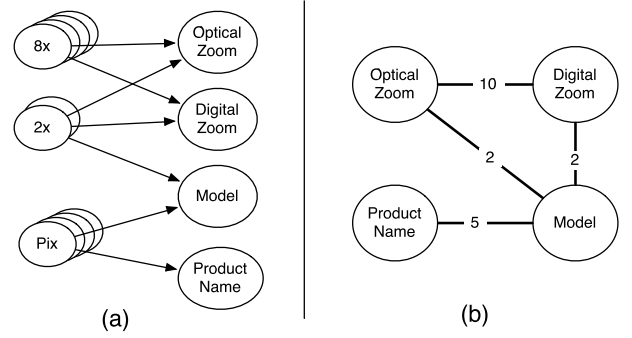 8x
Optical
Zoom
2x
Digital
Zoom
Model
Pix
Product
Name
(a)
Optical
Zoom
10
Digital
Zoom
2
2
Product
Name
5
Model
(b)